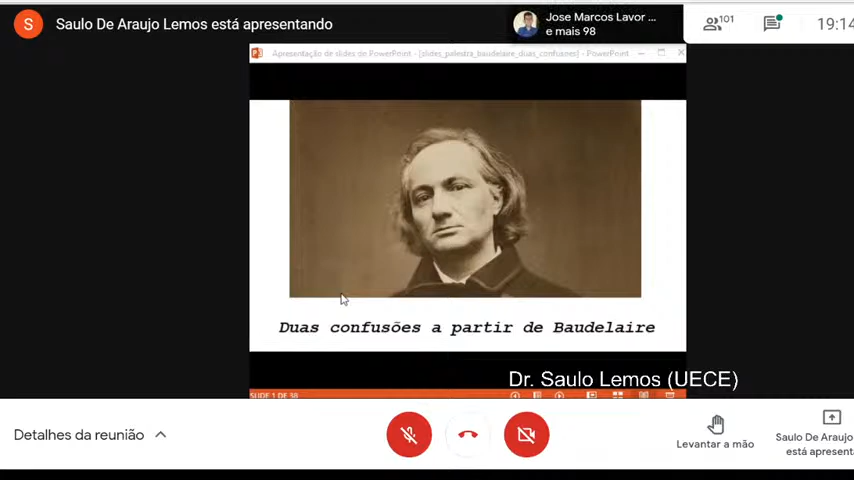 S
Saulo De Araujo Lemos está apresentando
Jose Marcos Lavor ...
e mais 98
101
19:14
Apresentação de slides do PowerPoint - [slides_palestra_baudelaire_duas_confusoes] - PowerPoint
Duas confusões a partir de Baudelaire
Dr. Saulo Lemos (UECE)
SLIDE 1 DE 38
Detalhes da reunião
Levantar a mão
Saulo De Araujo
está apresent